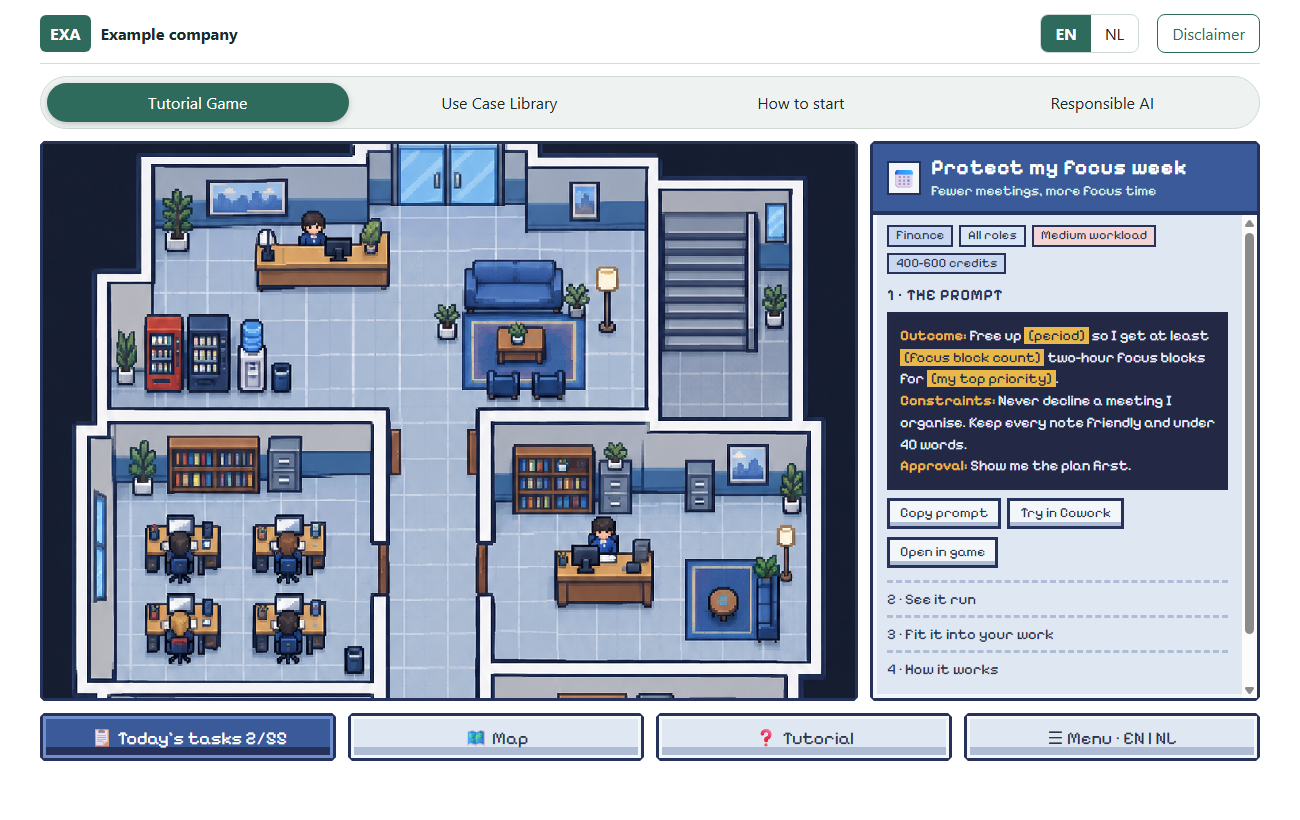 EXA Example company
EN NL Disclaimer
Tutorial Game Use Case Library How to start Responsible AI
Protect my focus week
Fewer meetings, more focus time
Finance All roles Medium workload
400-600 credits
1 · THE PROMPT
Outcome: Free up (period) so I get at least
(focus block count) two-hour focus blocks
for (my top priority).
Constraints: Never decline a meeting I
organise. Keep every note friendly and under
40 words.
Approval: Show me the plan first.
Copy prompt Try in Cowork
Open in game
2 · See it run
3 · Fit it into your work
4 · How it works
Today's tasks 2/SS
Map
? Tutorial
☰ Menu · EN | NL